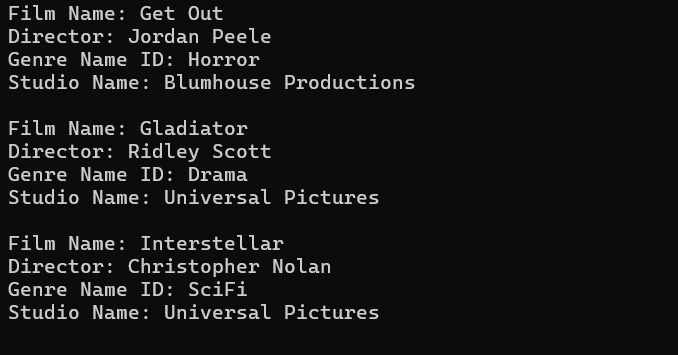 Film Name: Get Out
Director: Jordan Peele
Genre Name ID: Horror
Studio Name: Blumhouse Productions
Film Name: Gladiator
Director: Ridley Scott
Genre Name ID: Drama
Studio Name: Universal Pictures
Film Name: Interstellar
Director: Christopher Nolan
Genre Name ID: SciFi
Studio Name: Universal Pictures